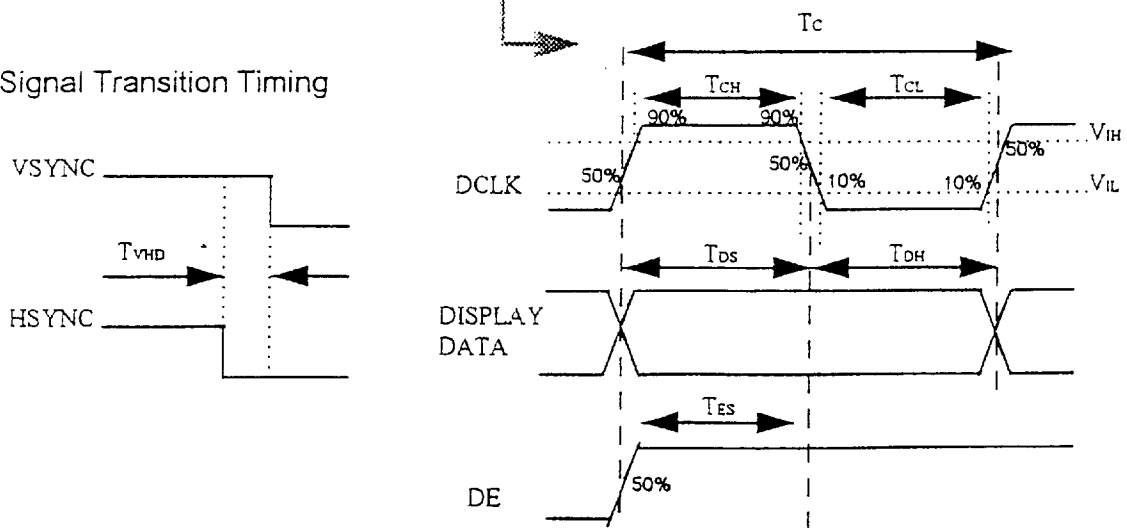 Tc
Signal Transition Timing
TCH
TCL
90%
90%
VIH
VSYNC
50%
50%
50%
DCLK
10%
10%
VIL
TVHD
TDS
TDH
HSYNC
DISPLAY
DATA
TES
50%
DE